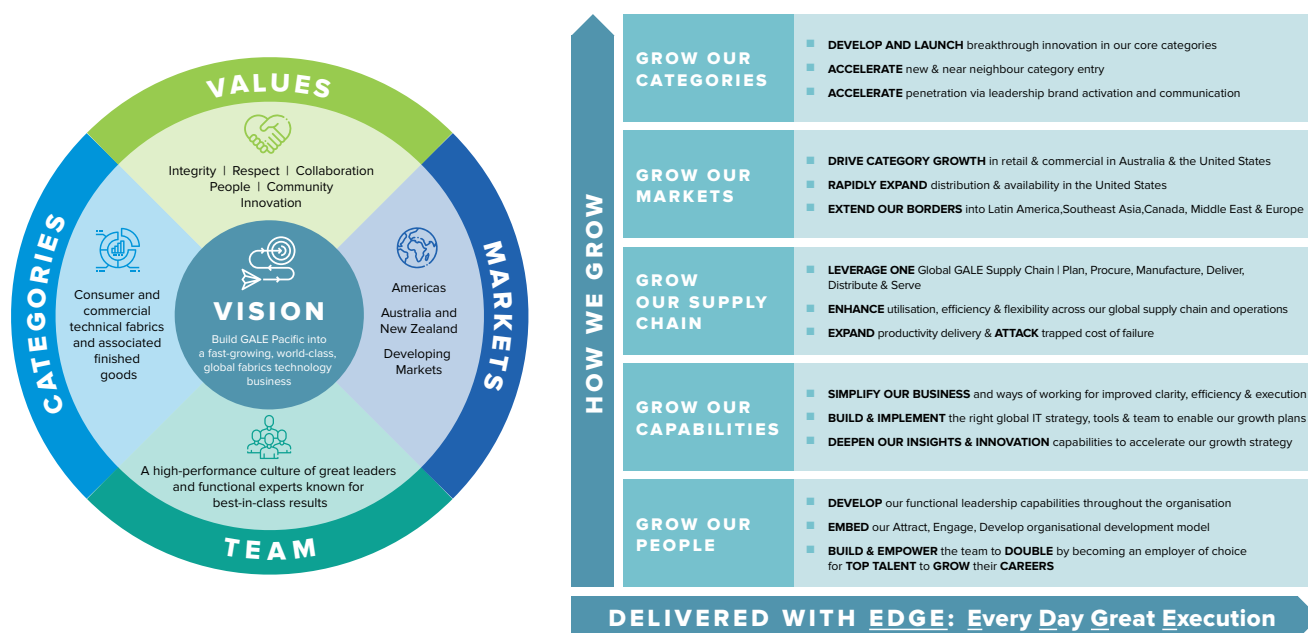 VALUES
Integrity | Respect | Collaboration
People | Community
Innovation
CATEGORIES
Consumer and
commercial
technical fabrics
and associated
finished
goods
VISION
Build GALE Pacific into
a fast-growing, world-class,
global fabrics technology
business
MARKETS
Americas
Australia and
New Zealand
Developing
Markets
A high-performance culture of great leaders
and functional experts known for
best-in-class results
TEAM
HOW WE GROW
GROW OUR
CATEGORIES
DEVELOP AND LAUNCH breakthrough innovation in our core categories
ACCELERATE new & near neighbour category entry
ACCELERATE penetration via leadership brand activation and communication
GROW OUR
MARKETS
DRIVE CATEGORY GROWTH in retail & commercial in Australia & the United States
RAPIDLY EXPAND distribution & availability in the United States
EXTEND OUR BORDERS into Latin America,Southeast Asia,Canada, Middle East & Europe
GROW
OUR SUPPLY
CHAIN
LEVERAGE ONE Global GALE Supply Chain | Plan, Procure, Manufacture, Deliver,
Distribute & Serve
ENHANCE utilisation, efficiency & flexibility across our global supply chain and operations
EXPAND productivity delivery & ATTACK trapped cost of failure
GROW OUR
CAPABILITIES
SIMPLIFY OUR BUSINESS and ways of working for improved clarity, efficiency & execution
BUILD & IMPLEMENT the right global IT strategy, tools & team to enable our growth plans
DEEPEN OUR INSIGHTS & INNOVATION capabilities to accelerate our growth strategy
GROW OUR
PEOPLE
DEVELOP our functional leadership capabilities throughout the organisation
EMBED our Attract, Engage, Develop organisational development model
BUILD & EMPOWER the team to DOUBLE by becoming an employer of choice
for TOP TALENT to GROW their CAREERS
DELIVERED WITH EDGE: Every Day Great Execution